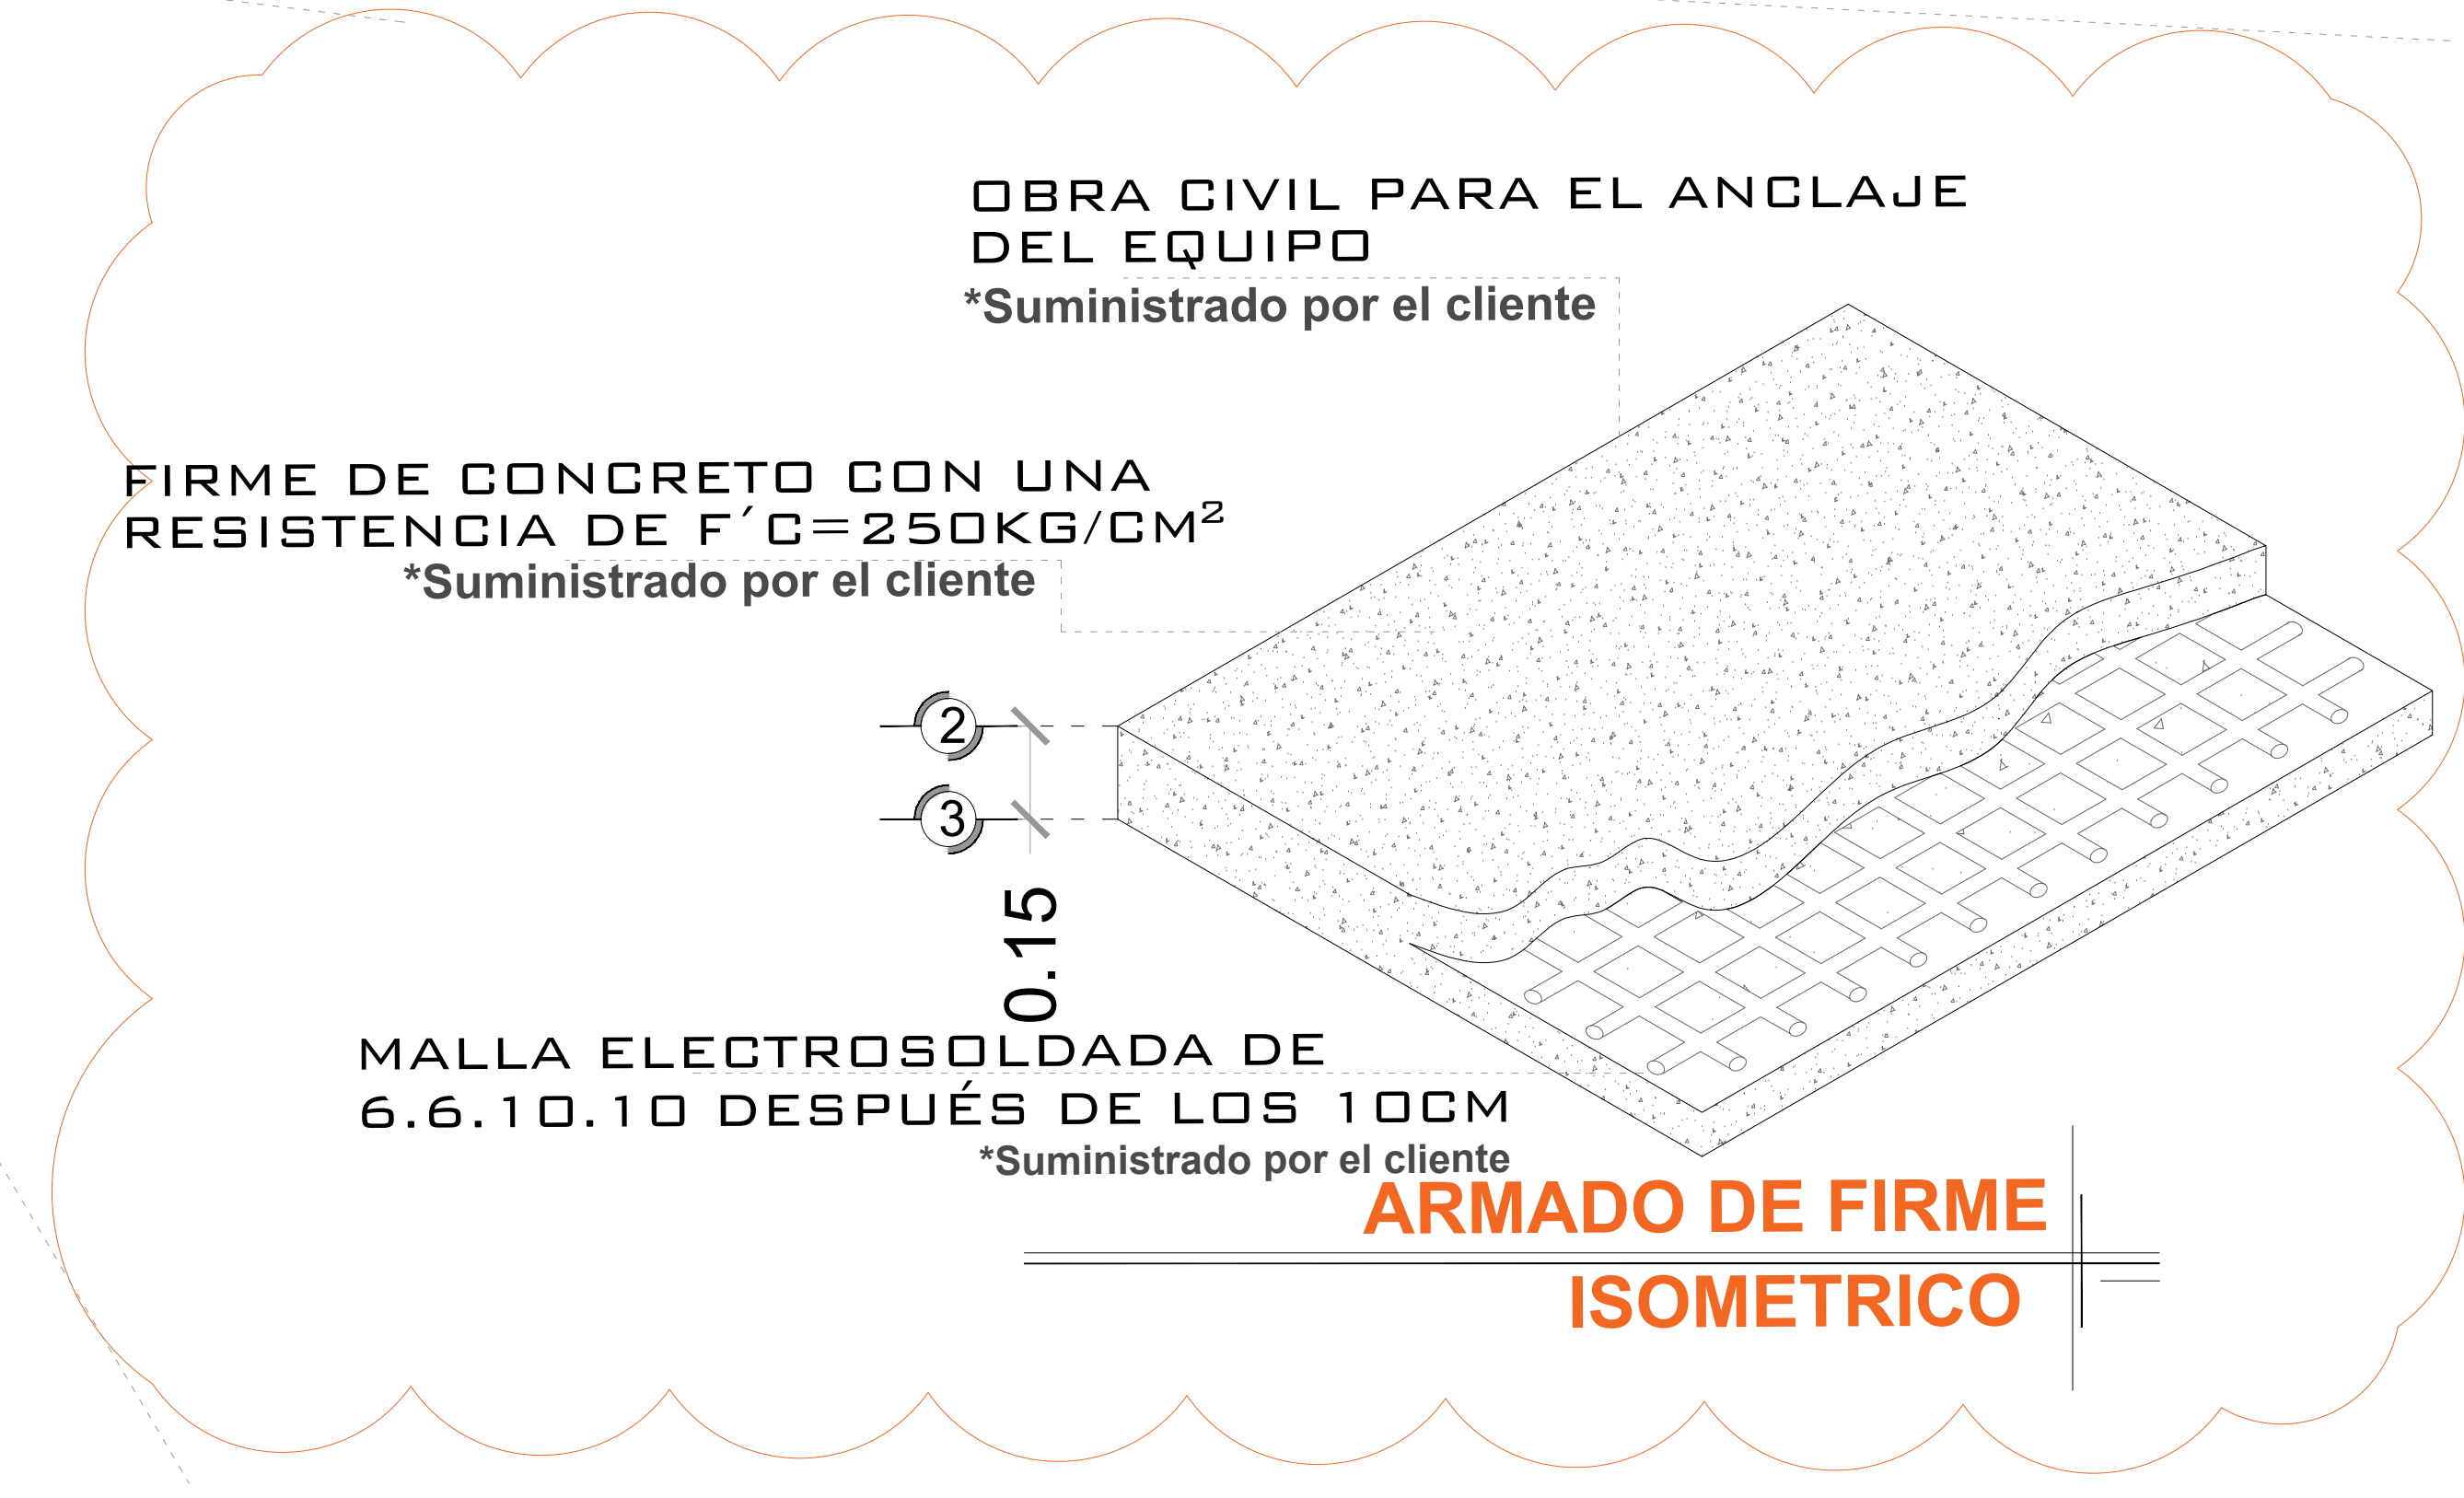 OBRA CIVIL PARA EL ANCLAJE
DEL EQUIPO
*Suministrado por el cliente
FIRME DE CONCRETO CON UNA
RESISTENCIA DE F´C=250KG/CM²
*Suministrado por el cliente
2
3
0.15
MALLA ELECTROSOLDADA DE
6.6.10.10 DESPUÉS DE LOS 10CM
*Suministrado por el cliente
ARMADO DE FIRME
ISOMETRICO